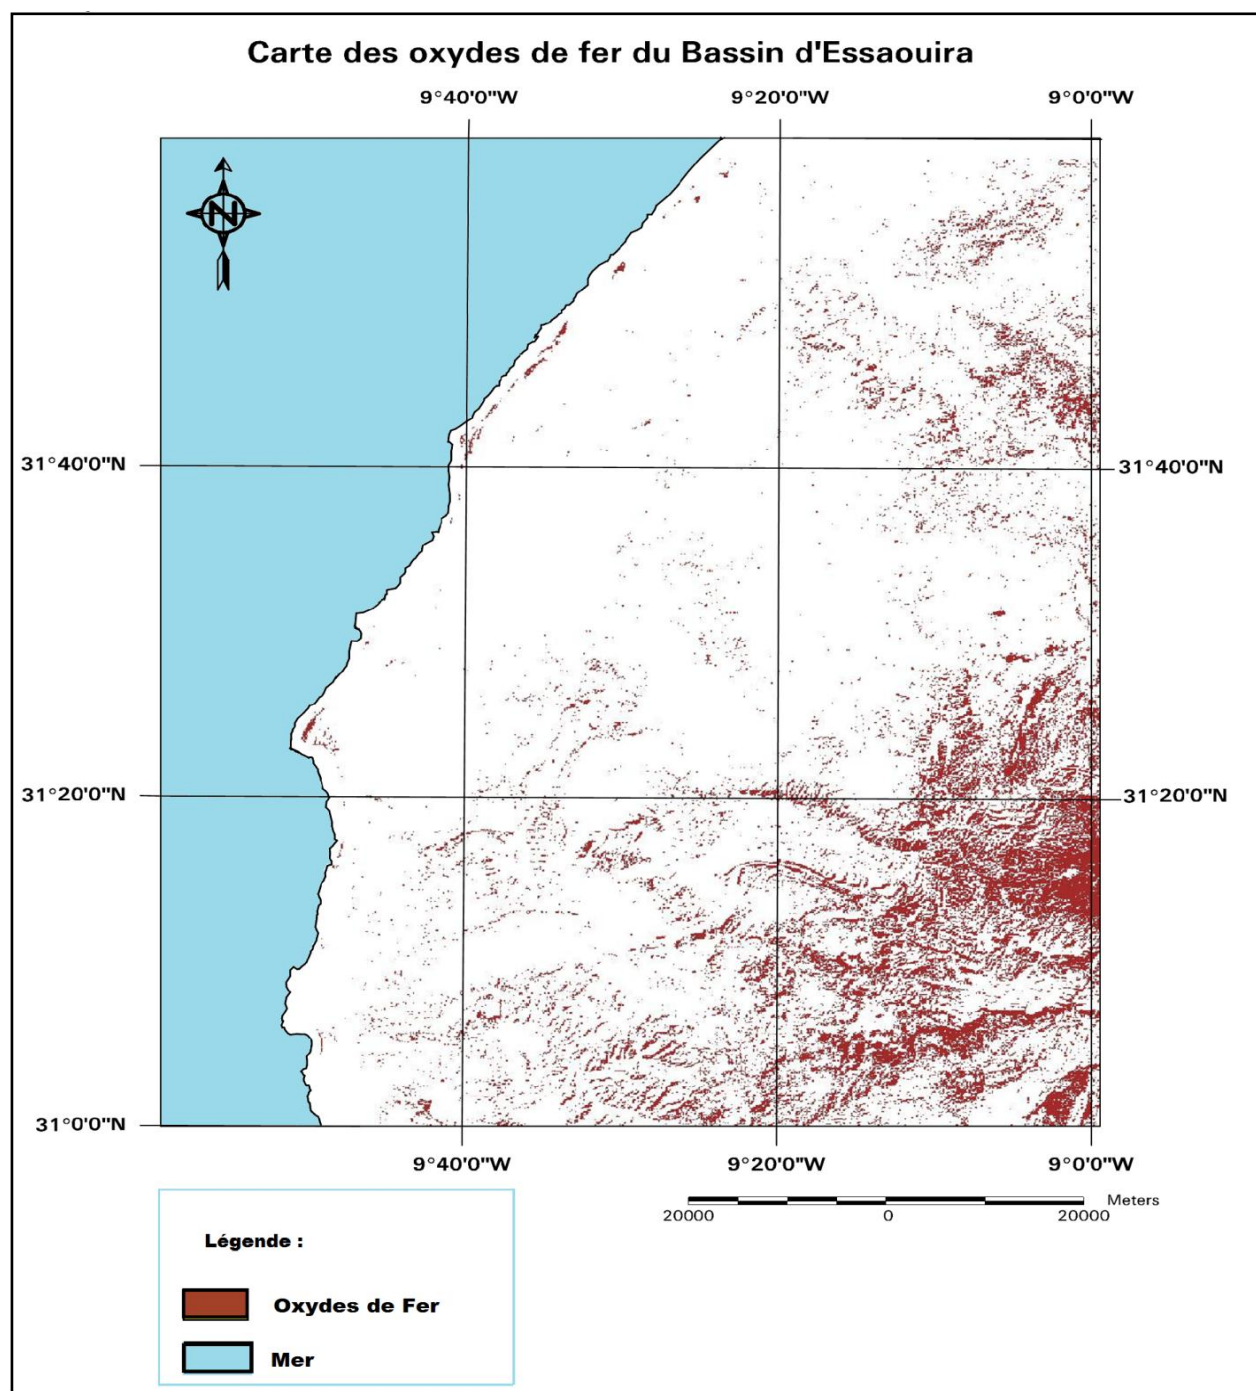 Carte des oxydes de fer du Bassin d'Essaouira
9°40'0"W 9°20'0"W 9°0'0"W
N
31°40'0"N 31°40'0"N
31°20'0"N 31°20'0"N
31°0'0"N
9°40'0"W 9°20'0"W 9°0'0"W
Meters
20000 0 20000
Légende :
Oxydes de Fer
Mer